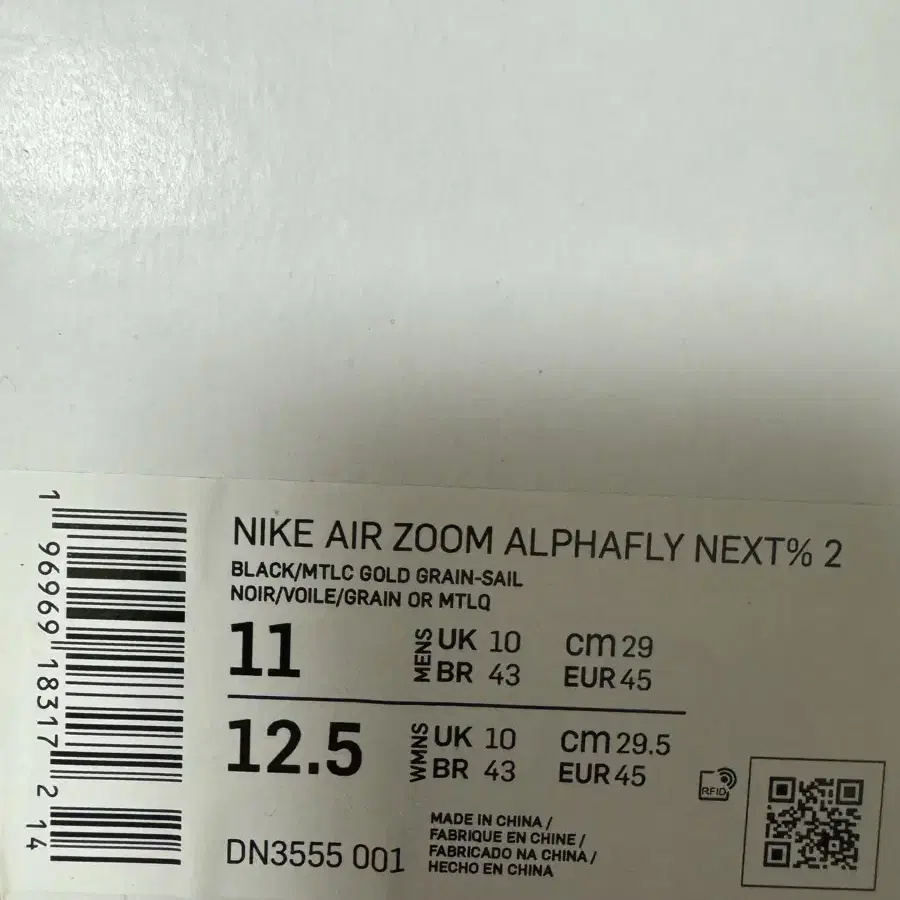 NIKE AIR ZOOM ALPHAFLY NEXT% 2
BLACK/MTLC GOLD GRAIN-SAIL
NOIR/VOILE/GRAIN OR MTLQ
11 MENS UK 10 cm 29
BR 43 EUR 45
12.5 WMNS UK 10 cm 29.5
BR 43 EUR 45
RFID
DN3555 001
MADE IN CHINA /
FABRIQUE EN CHINE /
FABRICADO NA CHINA /
HECHO EN CHINA
1 96969 18317 2 14